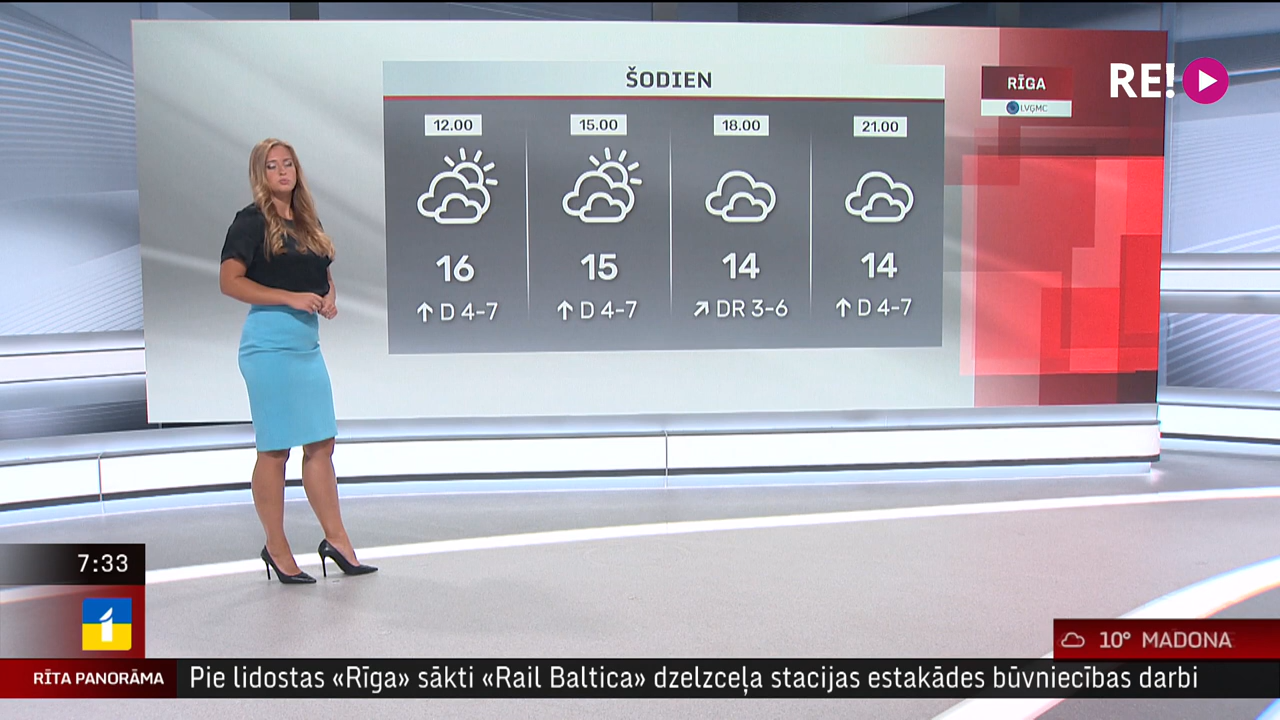 ŠODIEN
RĪGA
LVĢMC
RE!
12.00
15.00
18.00
21.00
16
15
14
14
↑ D 4-7
↑ D 4-7
↗ DR 3-6
↑ D 4-7
7:33
1
10° MADONA
RĪTA PANORĀMA
Pie lidostas «Rīga» sākti «Rail Baltica» dzelzceļa stacijas estakādes būvniecības darbi